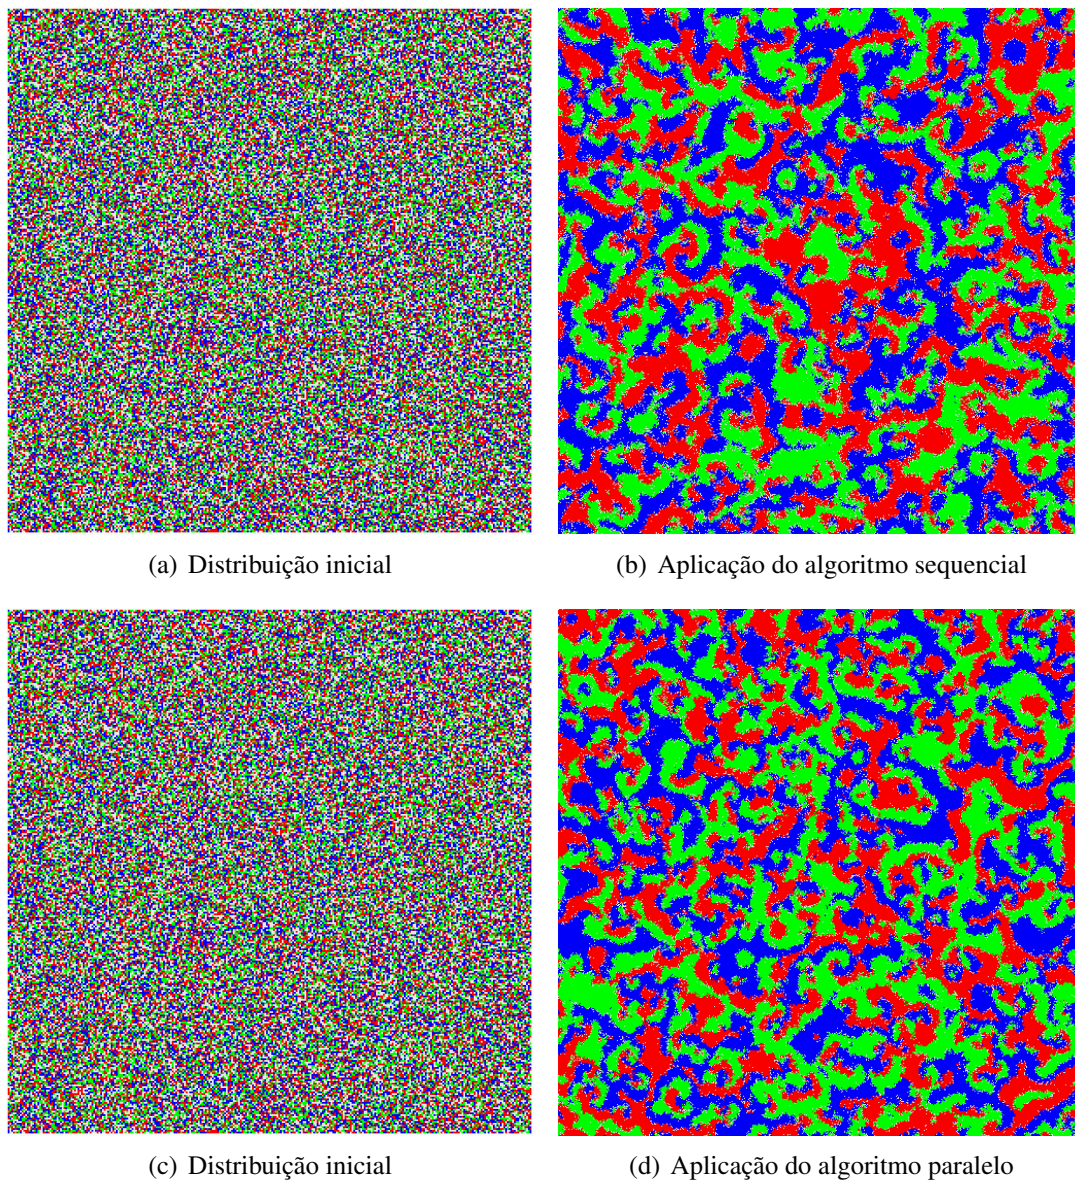 (a) Distribuição inicial
(b) Aplicação do algoritmo sequencial
(c) Distribuição inicial
(d) Aplicação do algoritmo paralelo